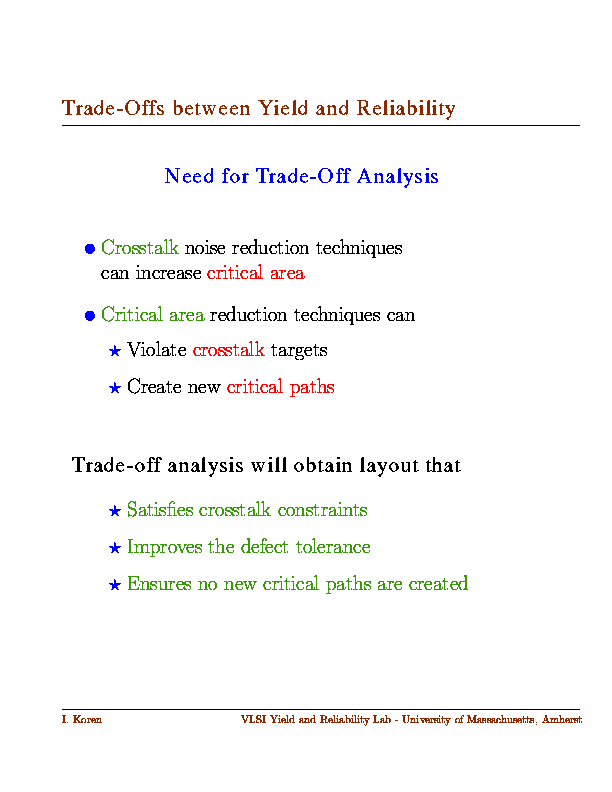 Trade-Offs between Yield and Reliability
Need for Trade-Off Analysis
● Crosstalk noise reduction techniques
can increase critical area
● Critical area reduction techniques can
★ Violate crosstalk targets
★ Create new critical paths
Trade-off analysis will obtain layout that
★ Satisfies crosstalk constraints
★ Improves the defect tolerance
★ Ensures no new critical paths are created
I. Koren VLSI Yield and Reliability Lab - University of Massachusetts, Amherst